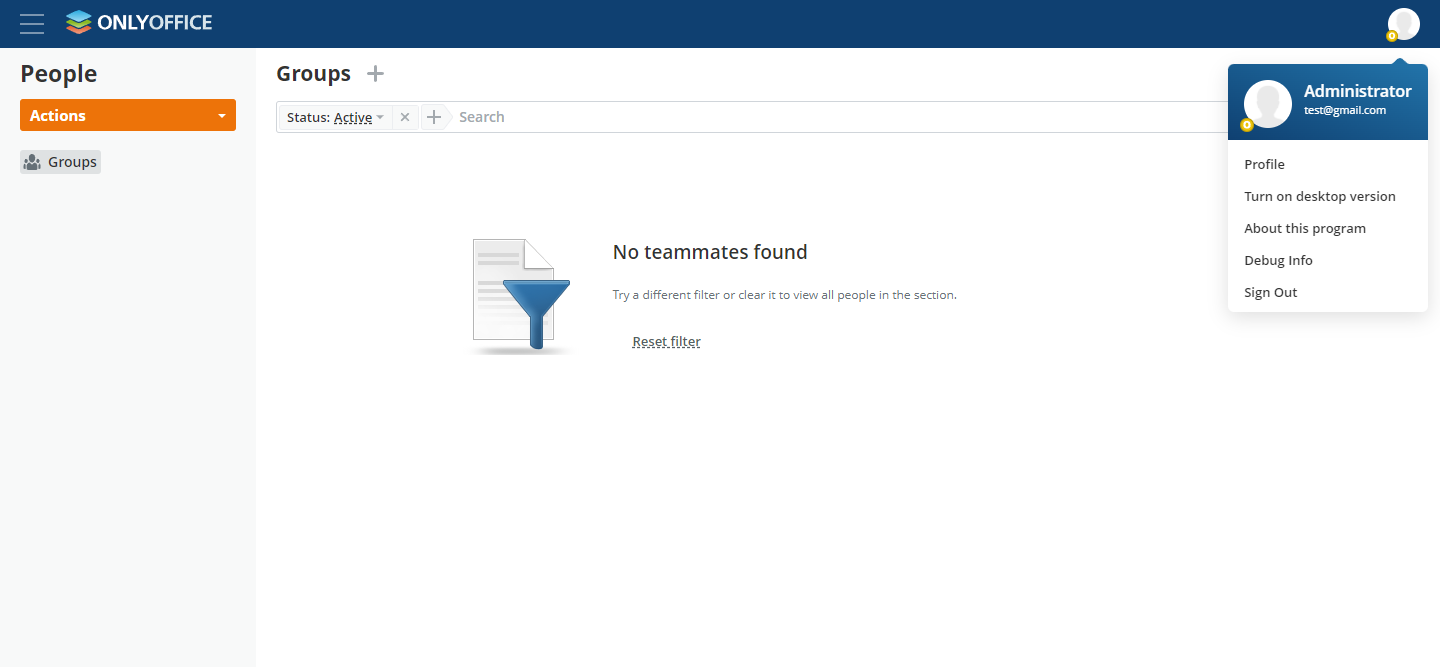 ONLYOFFICE
People
Actions
Groups
Groups
Status: Active
Search
No teammates found
Try a different filter or clear it to view all people in the section.
Reset filter
Administrator
test@gmail.com
Profile
Turn on desktop version
About this program
Debug Info
Sign Out